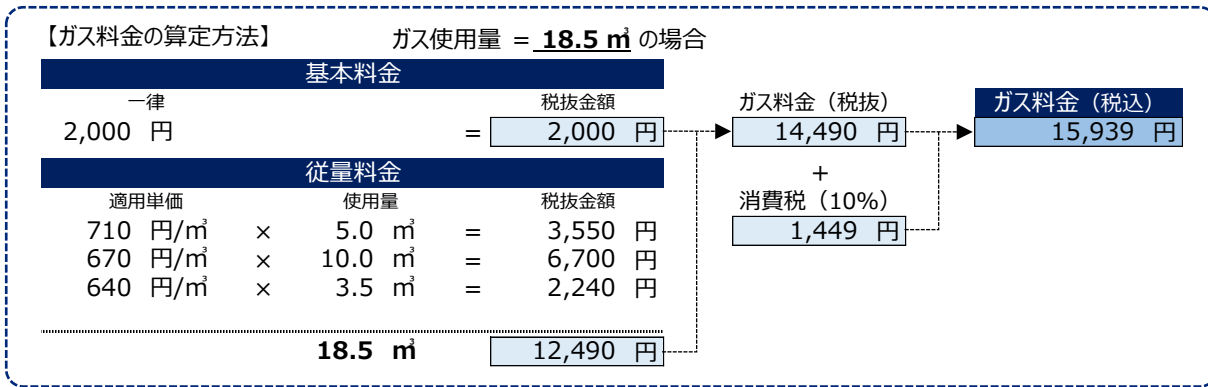 【ガス料金の算定方法】 ガス使用量 = 18.5 ㎥ の場合
基本料金
一律 税抜金額
2,000 円 = 2,000 円
従量料金
適用単価 使用量 税抜金額
710 円/㎥ × 5.0 ㎥ = 3,550 円
670 円/㎥ × 10.0 ㎥ = 6,700 円
640 円/㎥ × 3.5 ㎥ = 2,240 円
18.5 ㎥ 12,490 円
ガス料金（税抜）
14,490 円
+
消費税（10%）
1,449 円
ガス料金（税込）
15,939 円